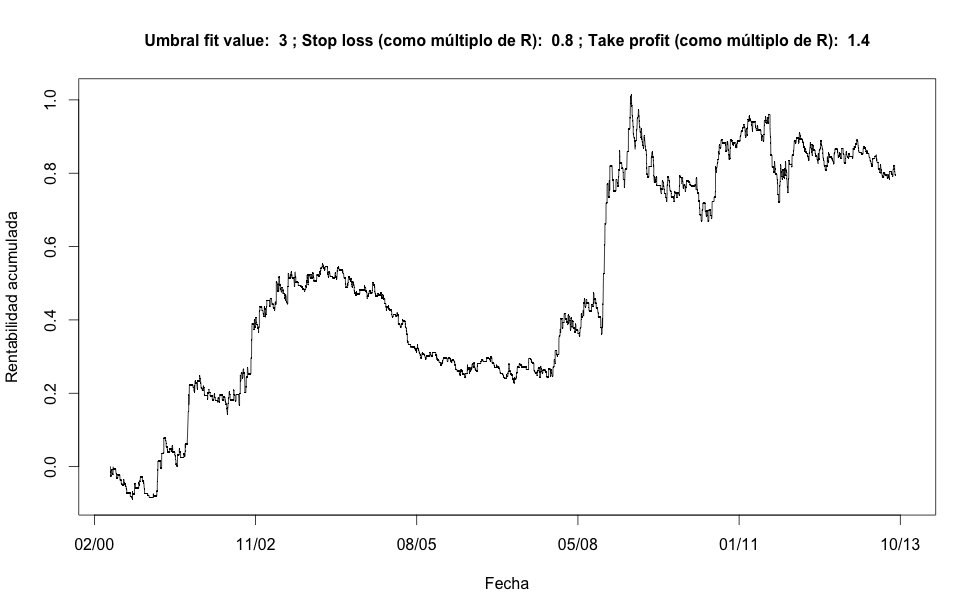 Umbral fit value:  3 ; Stop loss (como múltiplo de R):  0.8 ; Take profit (como múltiplo de R):  1.4
Rentabilidad acumulada
1.0
0.8
0.6
0.4
0.2
0.0
02/00 11/02 08/05 05/08 01/11 10/13
Fecha